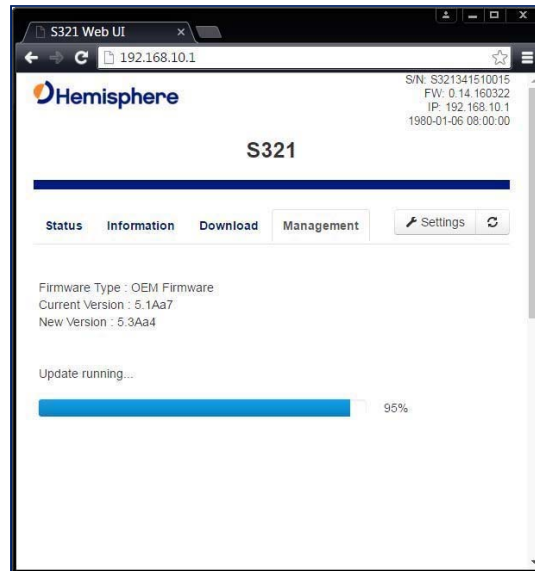 S321 Web UI
192.168.10.1
Hemisphere
S/N: S321341510015
FW: 0.14.160322
IP: 192.168.10.1
1980-01-06 08:00:00
S321
Status Information Download Management Settings
Firmware Type : OEM Firmware
Current Version : 5.1Aa7
New Version : 5.3Aa4
Update running...
95%